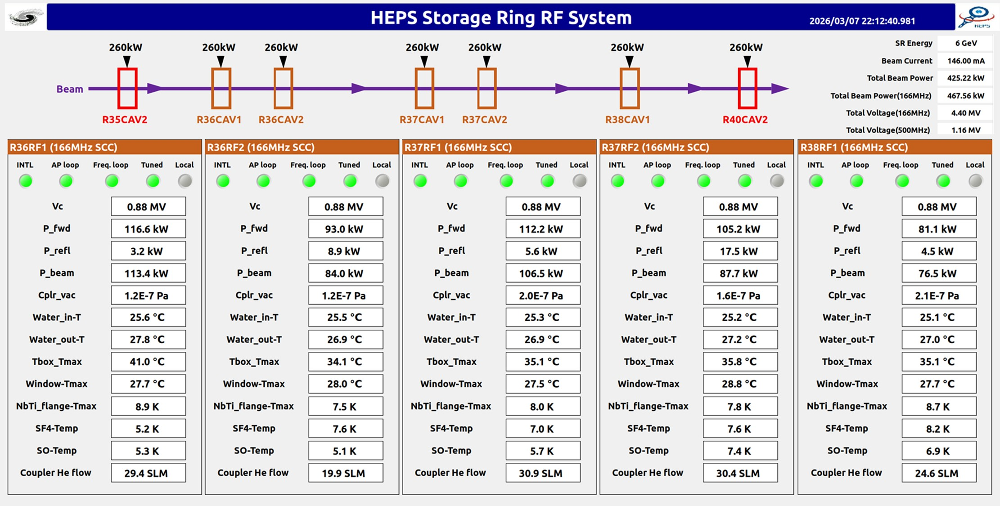 HEPS Storage Ring RF System
2026/03/07 22:12:40.981
HEPS
260kW 260kW 260kW 260kW 260kW 260kW 260kW
Beam
R35CAV2 R36CAV1 R36CAV2 R37CAV1 R37CAV2 R38CAV1 R40CAV2
SR Energy 6 GeV
Beam Current 146.00 mA
Total Beam Power 425.22 kW
Total Beam Power(166MHz) 467.56 kW
Total Voltage(166MHz) 4.40 MV
Total Voltage(500MHz) 1.16 MV
R36RF1 (166MHz SCC)
INTL AP loop Freq. loop Tuned Local
Vc 0.88 MV
P_fwd 116.6 kW
P_refl 3.2 kW
P_beam 113.4 kW
Cplr_vac 1.2E-7 Pa
Water_in-T 25.6 °C
Water_out-T 27.8 °C
Tbox_Tmax 41.0 °C
Window-Tmax 27.7 °C
NbTi_flange-Tmax 8.9 K
SF4-Temp 5.2 K
SO-Temp 5.3 K
Coupler He flow 29.4 SLM
R36RF2 (166MHz SCC)
INTL AP loop Freq. loop Tuned Local
Vc 0.88 MV
P_fwd 93.0 kW
P_refl 8.9 kW
P_beam 84.0 kW
Cplr_vac 1.2E-7 Pa
Water_in-T 25.5 °C
Water_out-T 26.9 °C
Tbox_Tmax 34.1 °C
Window-Tmax 28.0 °C
NbTi_flange-Tmax 7.5 K
SF4-Temp 7.6 K
SO-Temp 5.1 K
Coupler He flow 19.9 SLM
R37RF1 (166MHz SCC)
INTL AP loop Freq. loop Tuned Local
Vc 0.88 MV
P_fwd 112.2 kW
P_refl 5.6 kW
P_beam 106.5 kW
Cplr_vac 2.0E-7 Pa
Water_in-T 25.3 °C
Water_out-T 26.9 °C
Tbox_Tmax 35.1 °C
Window-Tmax 27.5 °C
NbTi_flange-Tmax 8.0 K
SF4-Temp 7.0 K
SO-Temp 5.7 K
Coupler He flow 30.9 SLM
R37RF2 (166MHz SCC)
INTL AP loop Freq. loop Tuned Local
Vc 0.88 MV
P_fwd 105.2 kW
P_refl 17.5 kW
P_beam 87.7 kW
Cplr_vac 1.6E-7 Pa
Water_in-T 25.2 °C
Water_out-T 27.2 °C
Tbox_Tmax 35.8 °C
Window-Tmax 28.8 °C
NbTi_flange-Tmax 7.8 K
SF4-Temp 7.6 K
SO-Temp 7.4 K
Coupler He flow 30.4 SLM
R38RF1 (166MHz SCC)
INTL AP loop Freq. loop Tuned Local
Vc 0.88 MV
P_fwd 81.1 kW
P_refl 4.5 kW
P_beam 76.5 kW
Cplr_vac 2.1E-7 Pa
Water_in-T 25.1 °C
Water_out-T 27.0 °C
Tbox_Tmax 35.1 °C
Window-Tmax 27.7 °C
NbTi_flange-Tmax 8.7 K
SF4-Temp 8.2 K
SO-Temp 6.9 K
Coupler He flow 24.6 SLM